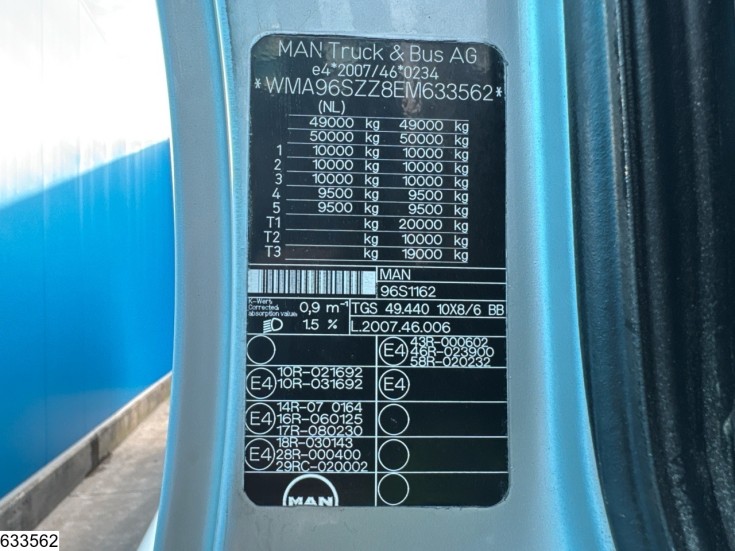 MAN Truck & Bus AG
e4*2007/46*0234
*WMA96SZZ8EM633562*
(NL)
49000 kg 49000 kg
50000 kg 50000 kg
1 10000 kg 10000 kg
2 10000 kg 10000 kg
3 10000 kg 10000 kg
4 9500 kg 9500 kg
5 9500 kg 9500 kg
T1 kg 20000 kg
T2 kg 10000 kg
T3 kg 19000 kg
MAN
96S1162
K-Wert
Corrected
absorption value
0,9 m⁻¹
1.5 %
TGS 49.440 10X8/6 BB
L.2007.46.006
E4 43R-000602
46R-023900
58R-020232
E4 10R-021692
10R-031692
E4
E4 14R-07 0164
16R-060125
17R-080230
E4 18R-030143
28R-000400
29RC-020002
MAN
633562